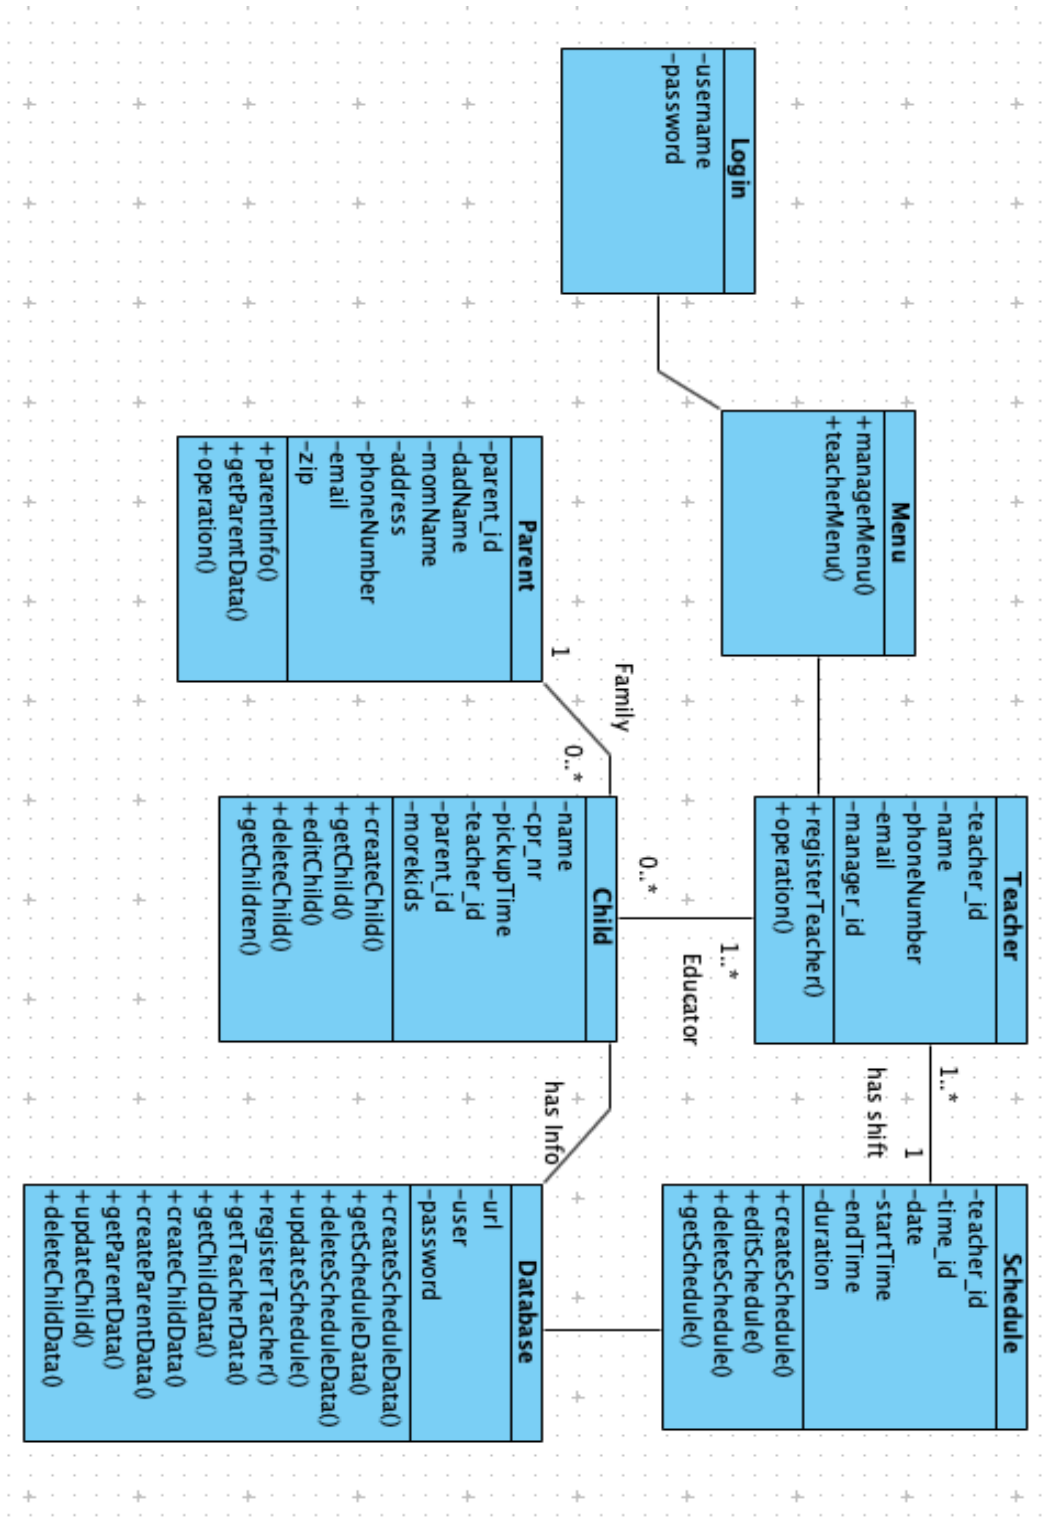 Login
-username
-password
Menu
+managerMenu()
+teacherMenu()
Teacher
-teacher_id
-name
-phoneNumber
-email
-manager_id
+registerTeacher()
+operation()
1..*
has shift
1
Schedule
-teacher_id
-time_id
-date
-startTime
-endTime
-duration
+createSchedule()
+editSchedule()
+deleteSchedule()
+getSchedule()
Parent
-parent_id
-dadName
-momName
-address
-phoneNumber
-email
-zip
+parentInfo()
+getParentData()
+operation()
1
Family
0..*
1..*
Educator
0..*
Child
-name
-cpr_nr
-pickupTime
-teacher_id
-parent_id
-morekids
+createChild()
+getChild()
+edirChild()
+deleteChild()
+getChildren()
has Info
Database
-url
-user
-password
+createScheduleData()
+getScheduleData()
+deleteScheduleData()
+updateSchedule()
+registerTeacher()
+getTeacherData()
+getChildData()
+createChildData()
+createParentData()
+getParentData()
+updateChild()
+deleteChildData()